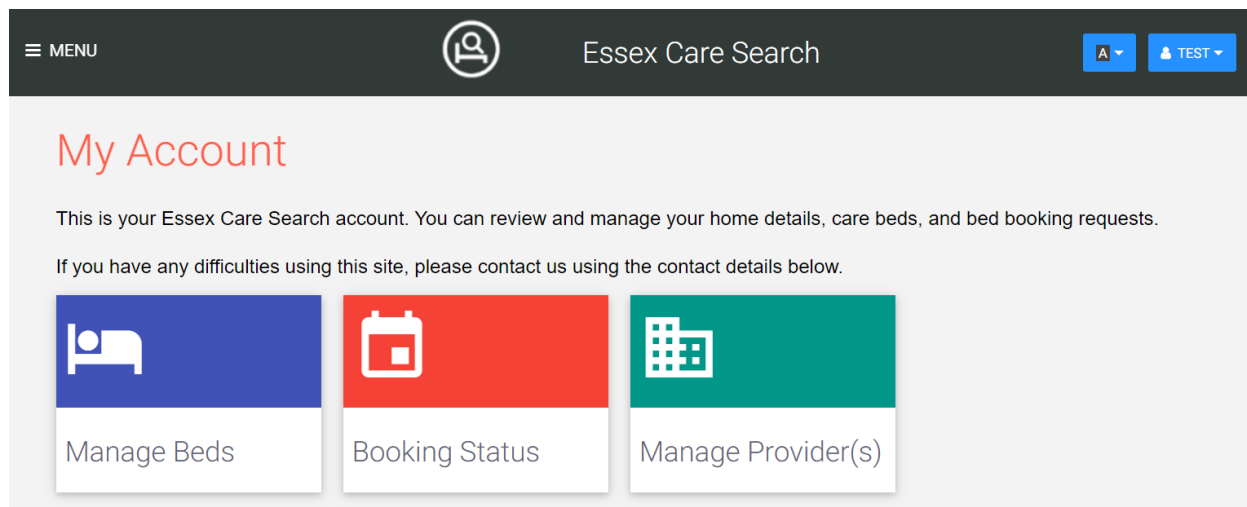 MENU
Essex Care Search
A
TEST
My Account
This is your Essex Care Search account. You can review and manage your home details, care beds, and bed booking requests.
If you have any difficulties using this site, please contact us using the contact details below.
Manage Beds
Booking Status
Manage Provider(s)